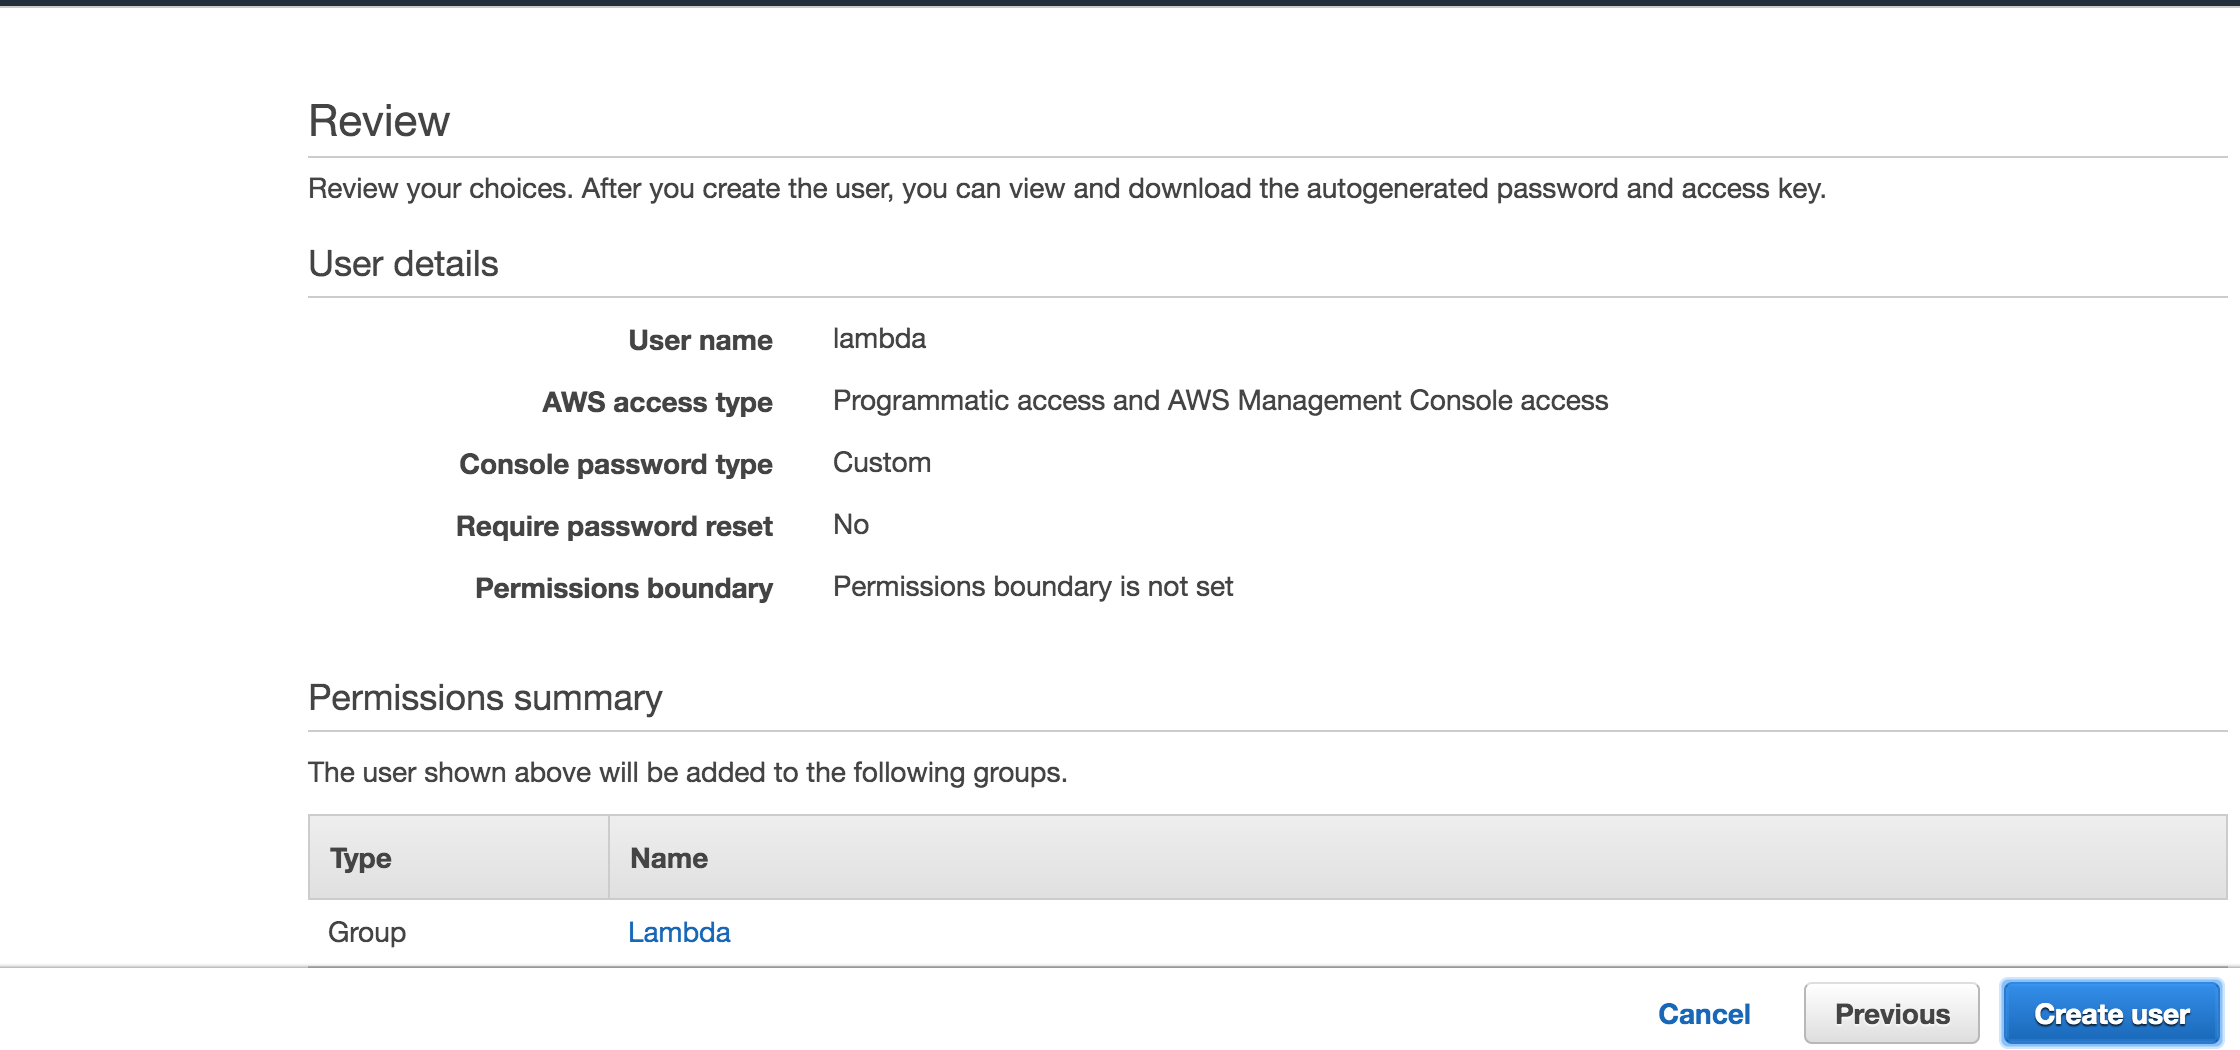 Review
Review your choices. After you create the user, you can view and download the autogenerated password and access key.
User details
User name lambda
AWS access type Programmatic access and AWS Management Console access
Console password type Custom
Require password reset No
Permissions boundary Permissions boundary is not set
Permissions summary
The user shown above will be added to the following groups.
Type Name
Group Lambda
Cancel Previous Create user